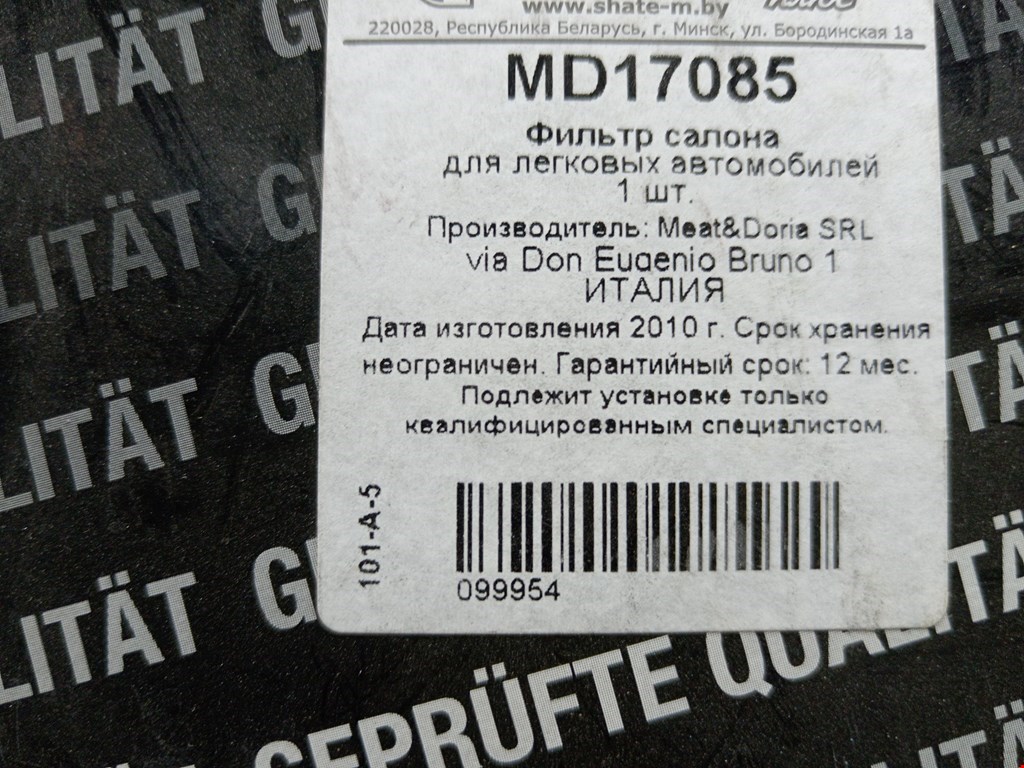 www.shate-m.by
220028, Республика Беларусь, г. Минск, ул. Бородинская 1а
MD17085
Фильтр салона
для легковых автомобилей
1 шт.
Производитель: Meat&Doria SRL
via Don Eugenio Bruno 1
ИТАЛИЯ
Дата изготовления 2010 г. Срок хранения
неограничен. Гарантийный срок: 12 мес.
Подлежит установке только
квалифицированным специалистом.
101-A-5
099954
LITÄT
LITÄT G
LITÄT G
LITÄT GEPRÜFTE QUALITÄT
GEPRÜFTE QUALITÄT